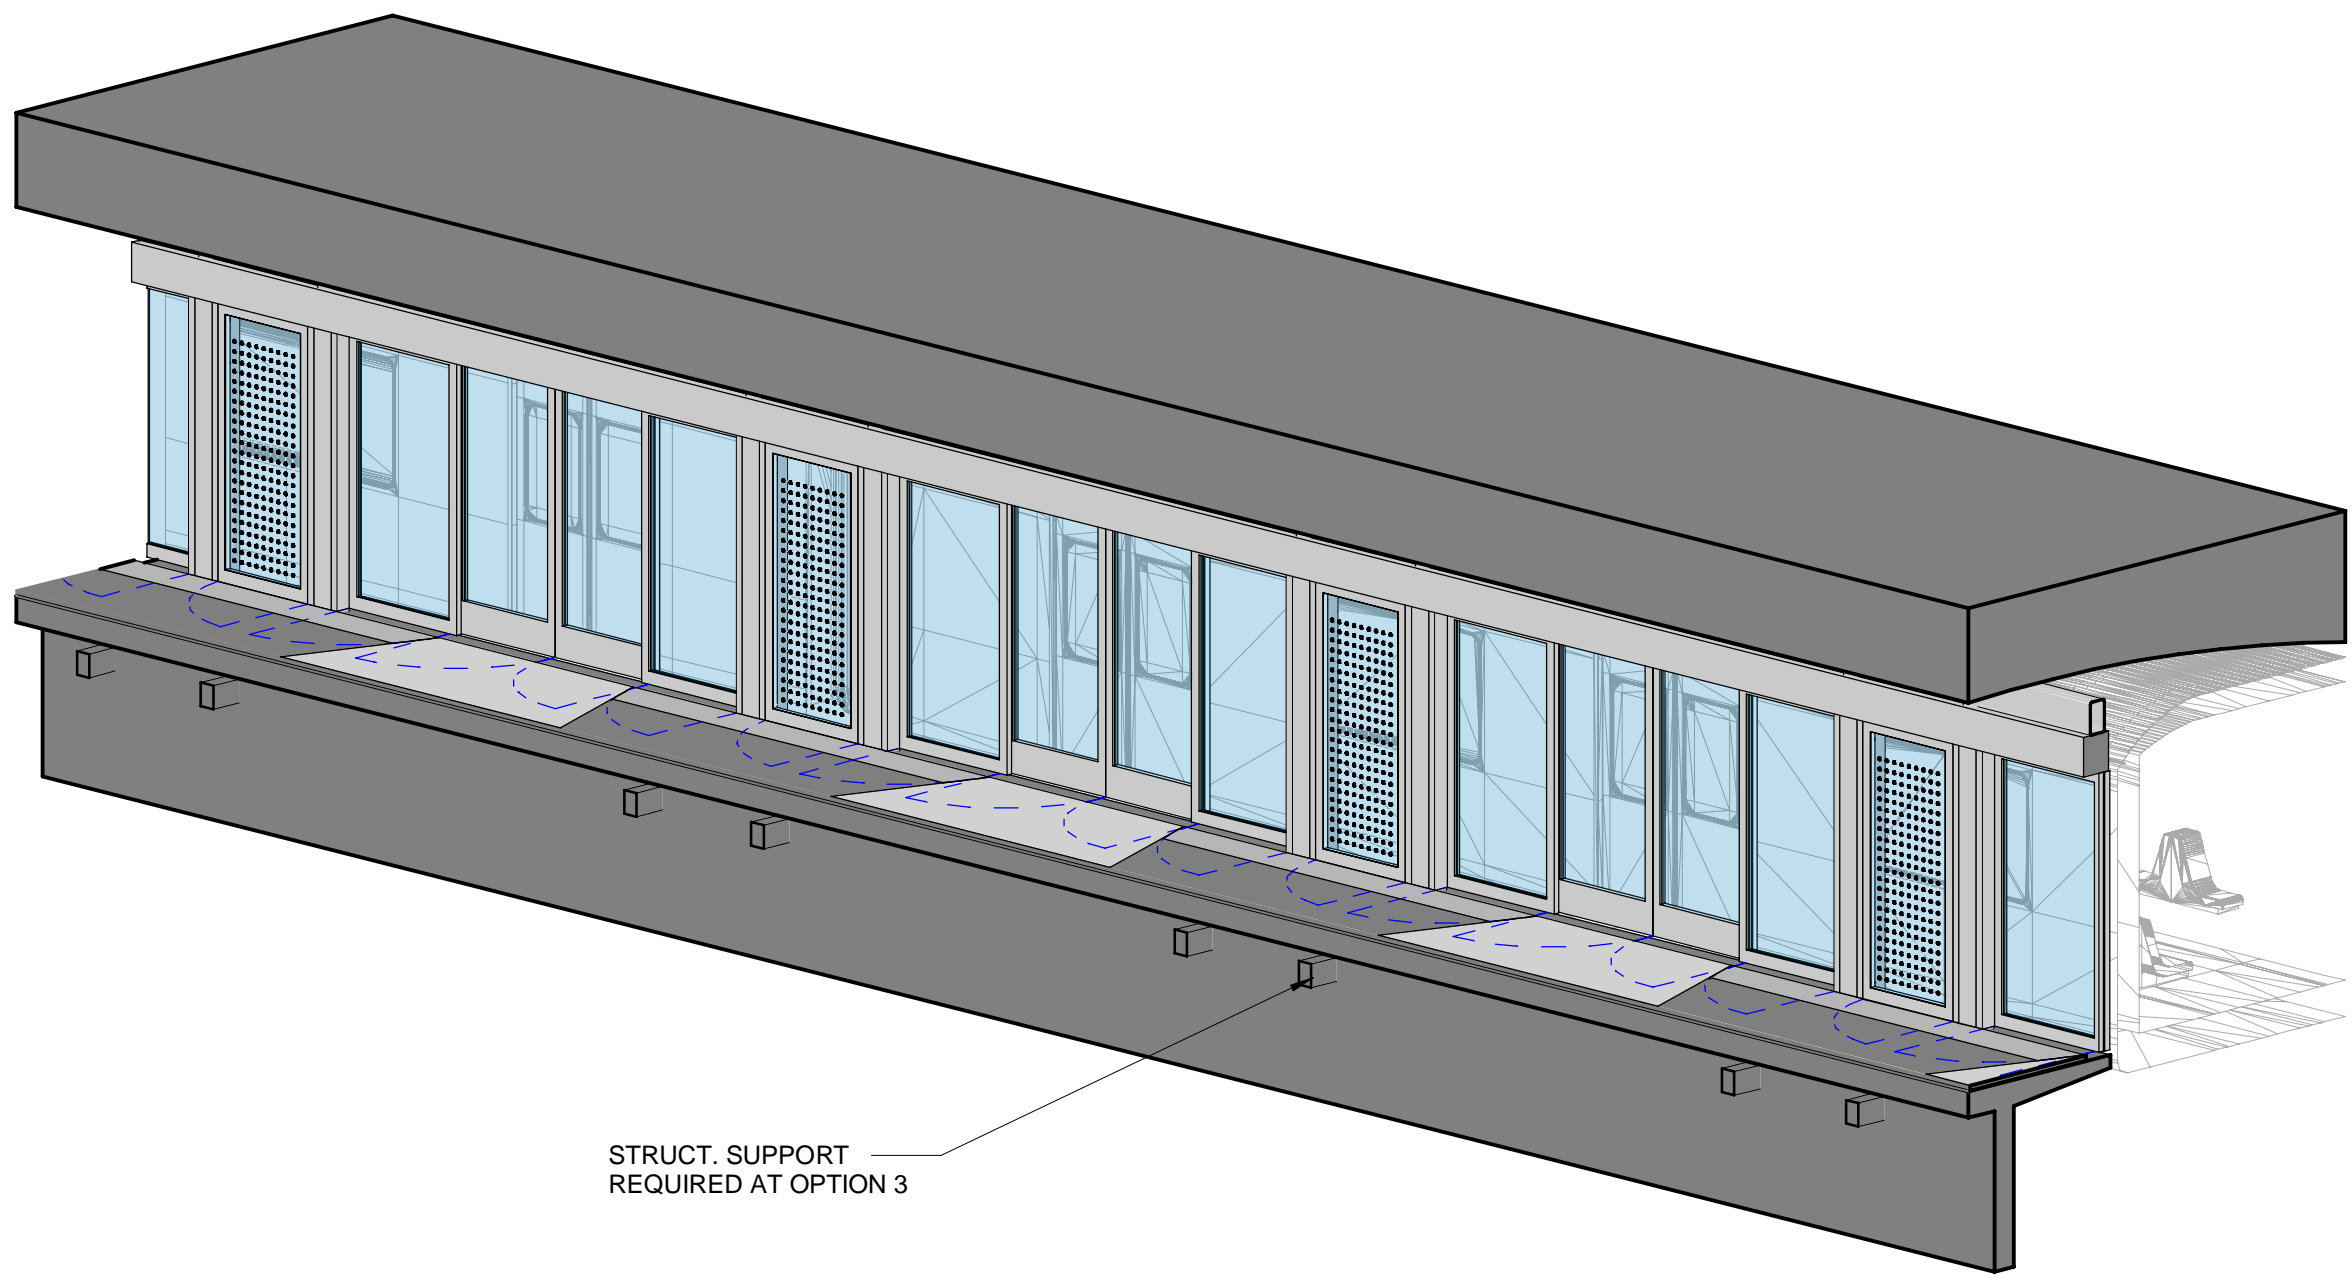 STRUCT. SUPPORT
REQUIRED AT OPTION 3